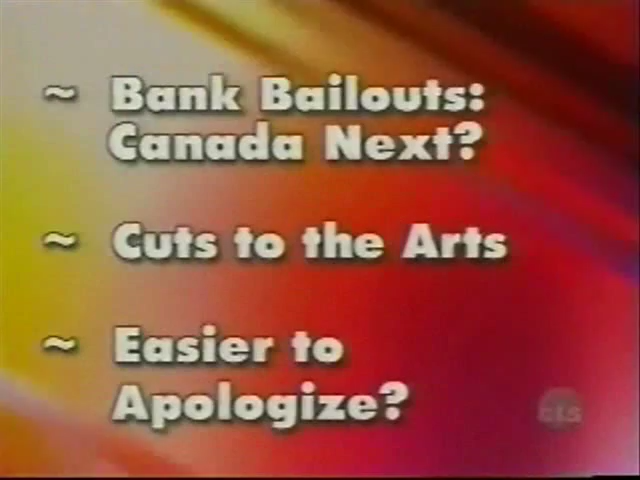 ~ Bank Bailouts:
Canada Next?
~ Cuts to the Arts
~ Easier to
Apologize?
cts